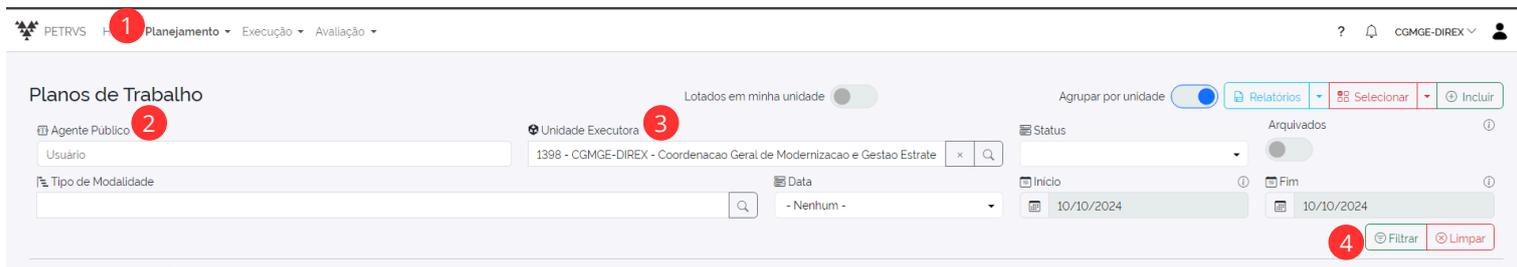 PETRVS H 1 Planejamento Execução Avaliação ? CGMGE-DIREX
Planos de Trabalho Lotados em minha unidade Agrupar por unidade Relatórios Selecionar Incluir
Agente Público 2 Unidade Executora 3 Status Arquivados
Usuário 1398 - CGMGE-DIREX - Coordenacao Geral de Modernizacao e Gestao Estrate ×
Tipo de Modalidade Data Início Fim
- Nenhum - 10/10/2024 10/10/2024
4 Filtrar Limpar